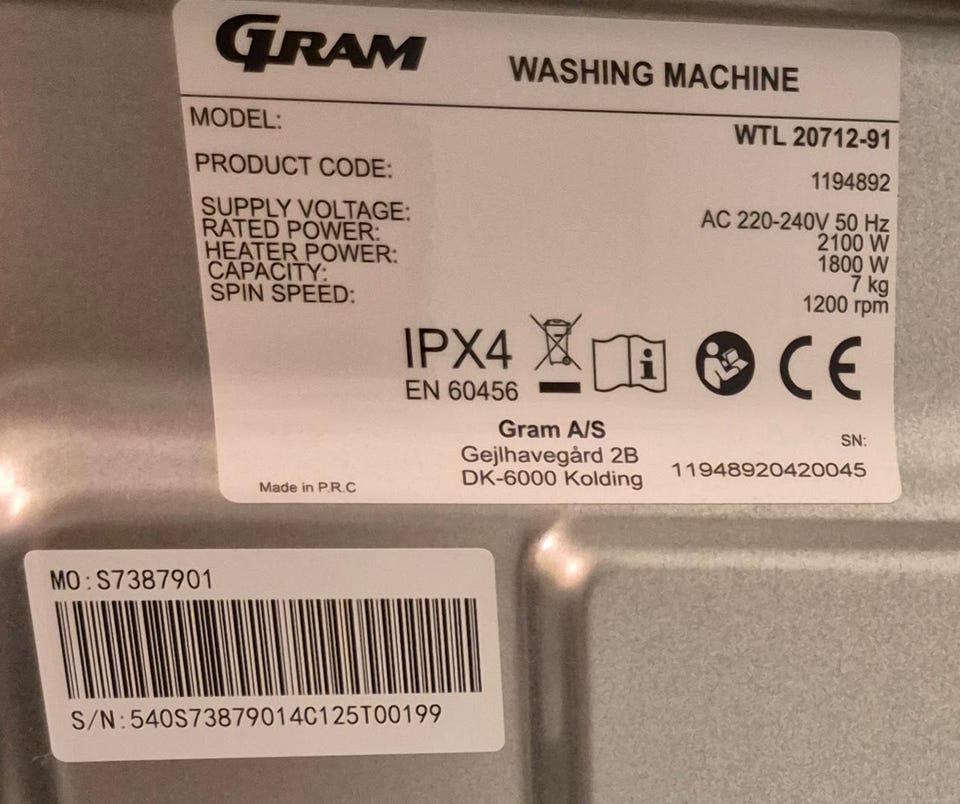 GRAM
WASHING MACHINE
MODEL: WTL 20712-91
PRODUCT CODE: 1194892
SUPPLY VOLTAGE: AC 220-240V 50 Hz
RATED POWER: 2100 W
HEATER POWER: 1800 W
CAPACITY: 7 kg
SPIN SPEED: 1200 rpm
IPX4
EN 60456
i
CE
Gram A/S
Gejlhavegård 2B
DK-6000 Kolding
SN:
11948920420045
Made in P.R.C
MO:S7387901
S/N:540S73879014C125T00199